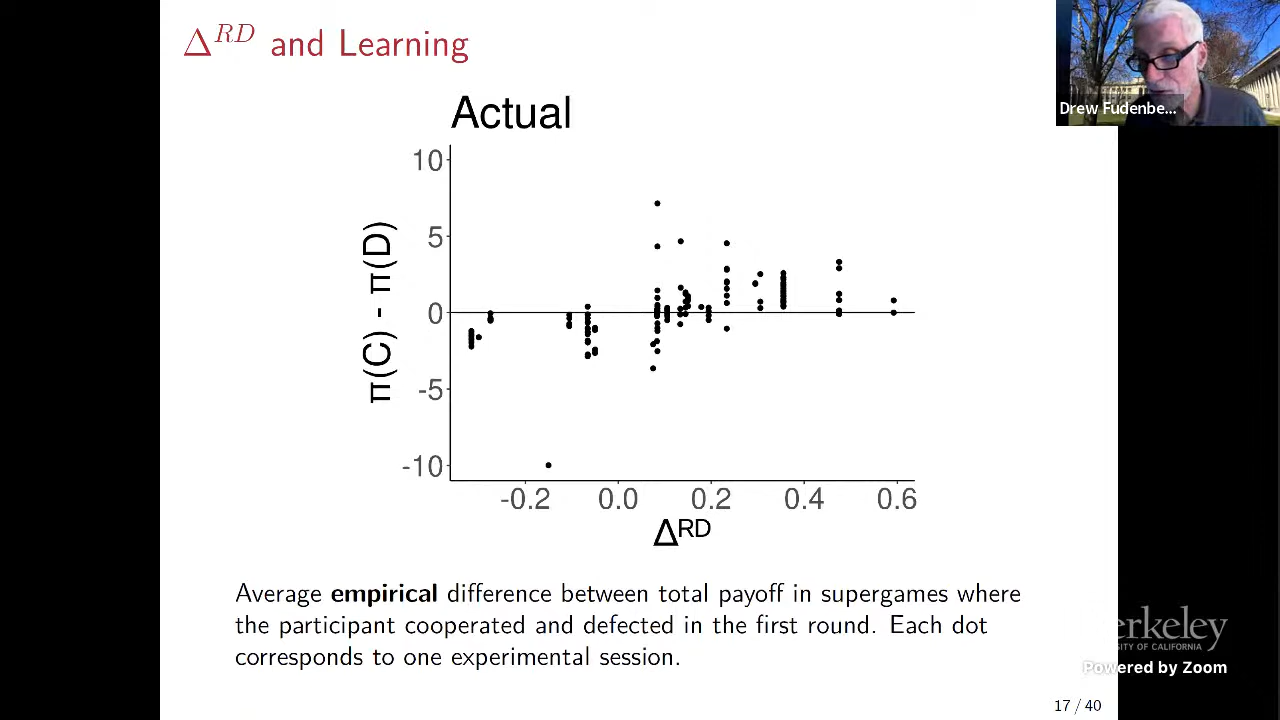 Δ^RD and Learning
Drew Fudenbe...
Actual
10
5
0
-5
-10
π(C) - π(D)
-0.2 0.0 0.2 0.4 0.6
Δ^RD
Average empirical difference between total payoff in supergames where
the participant cooperated and defected in the first round. Each dot
corresponds to one experimental session.
erkeley
SITY OF CALIFORNIA
Powered by Zoom
17 / 40